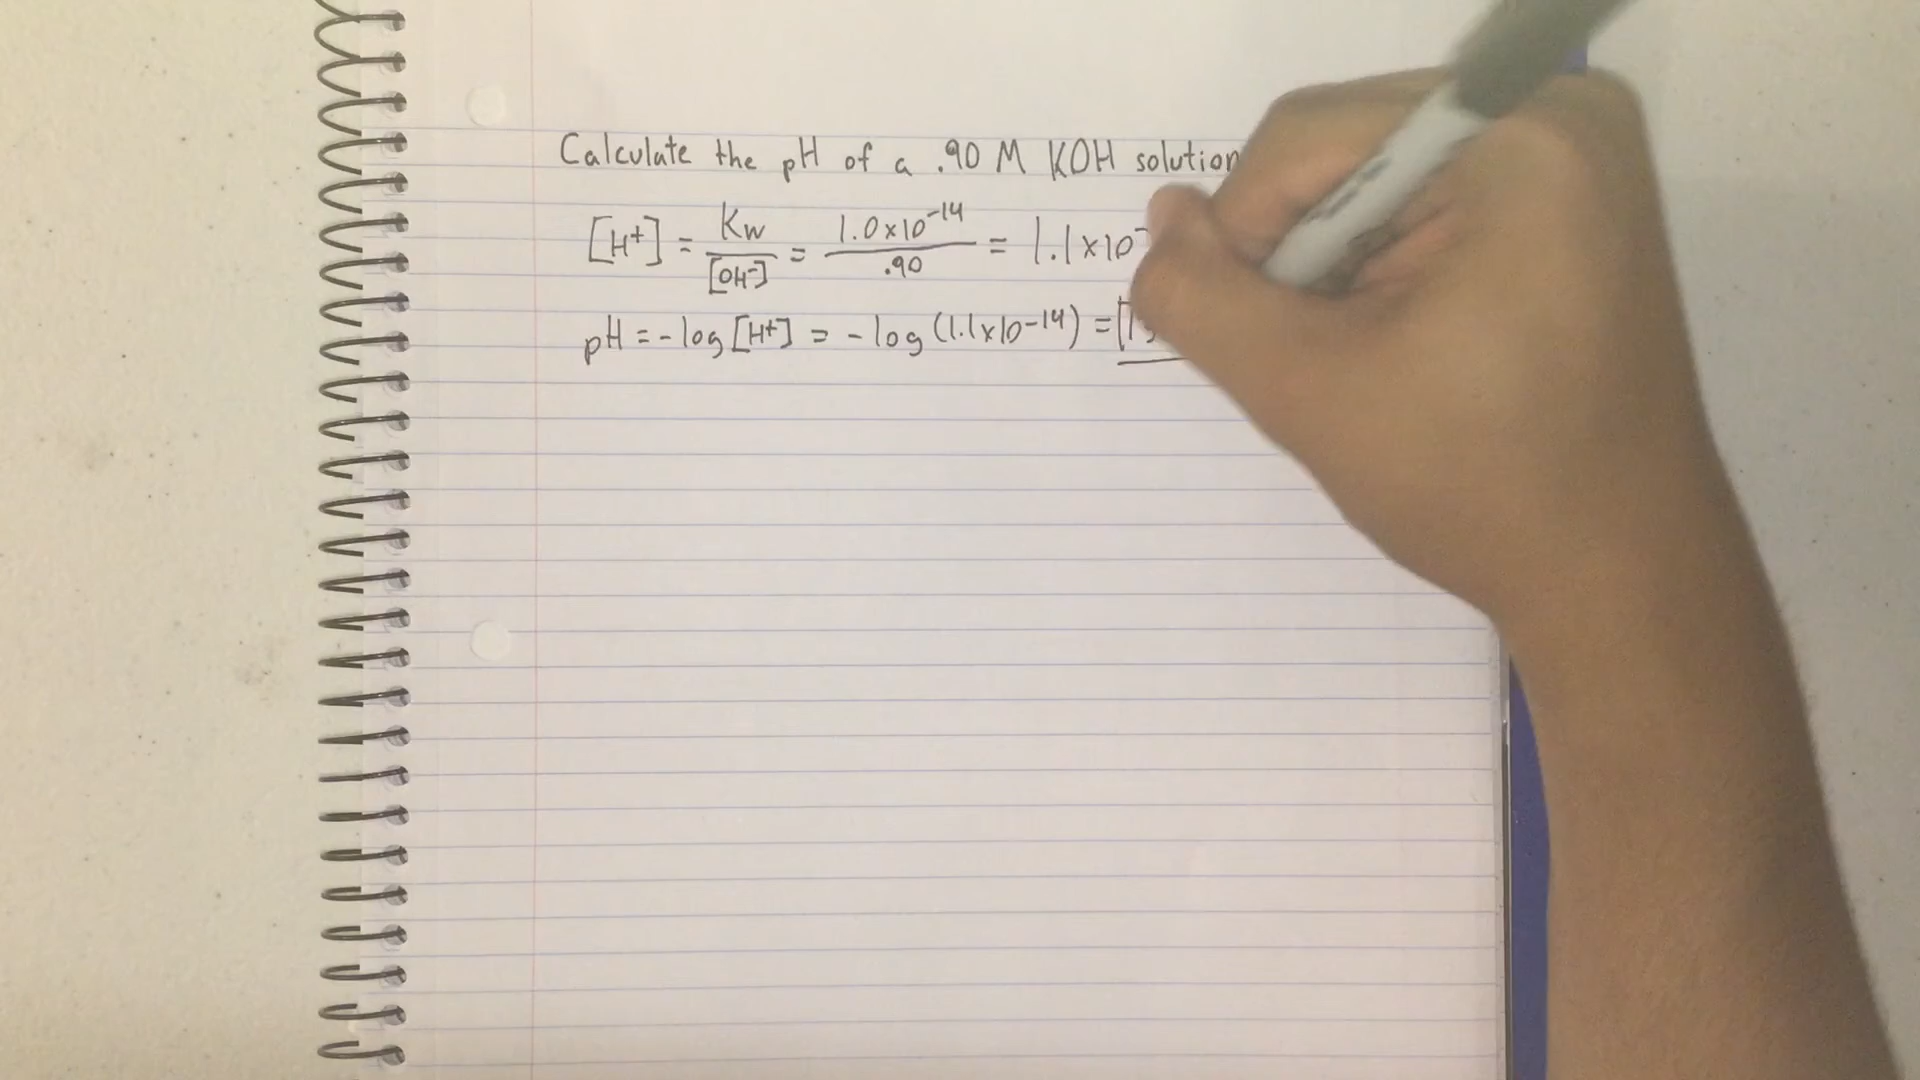 Calculate the pH of a .90 M KOH solution
[H+] = Kw / [OH-] = 1.0x10^-14 / .90 = 1.1x10^-
pH = -log [H+] = -log (1.1x10^-14) =